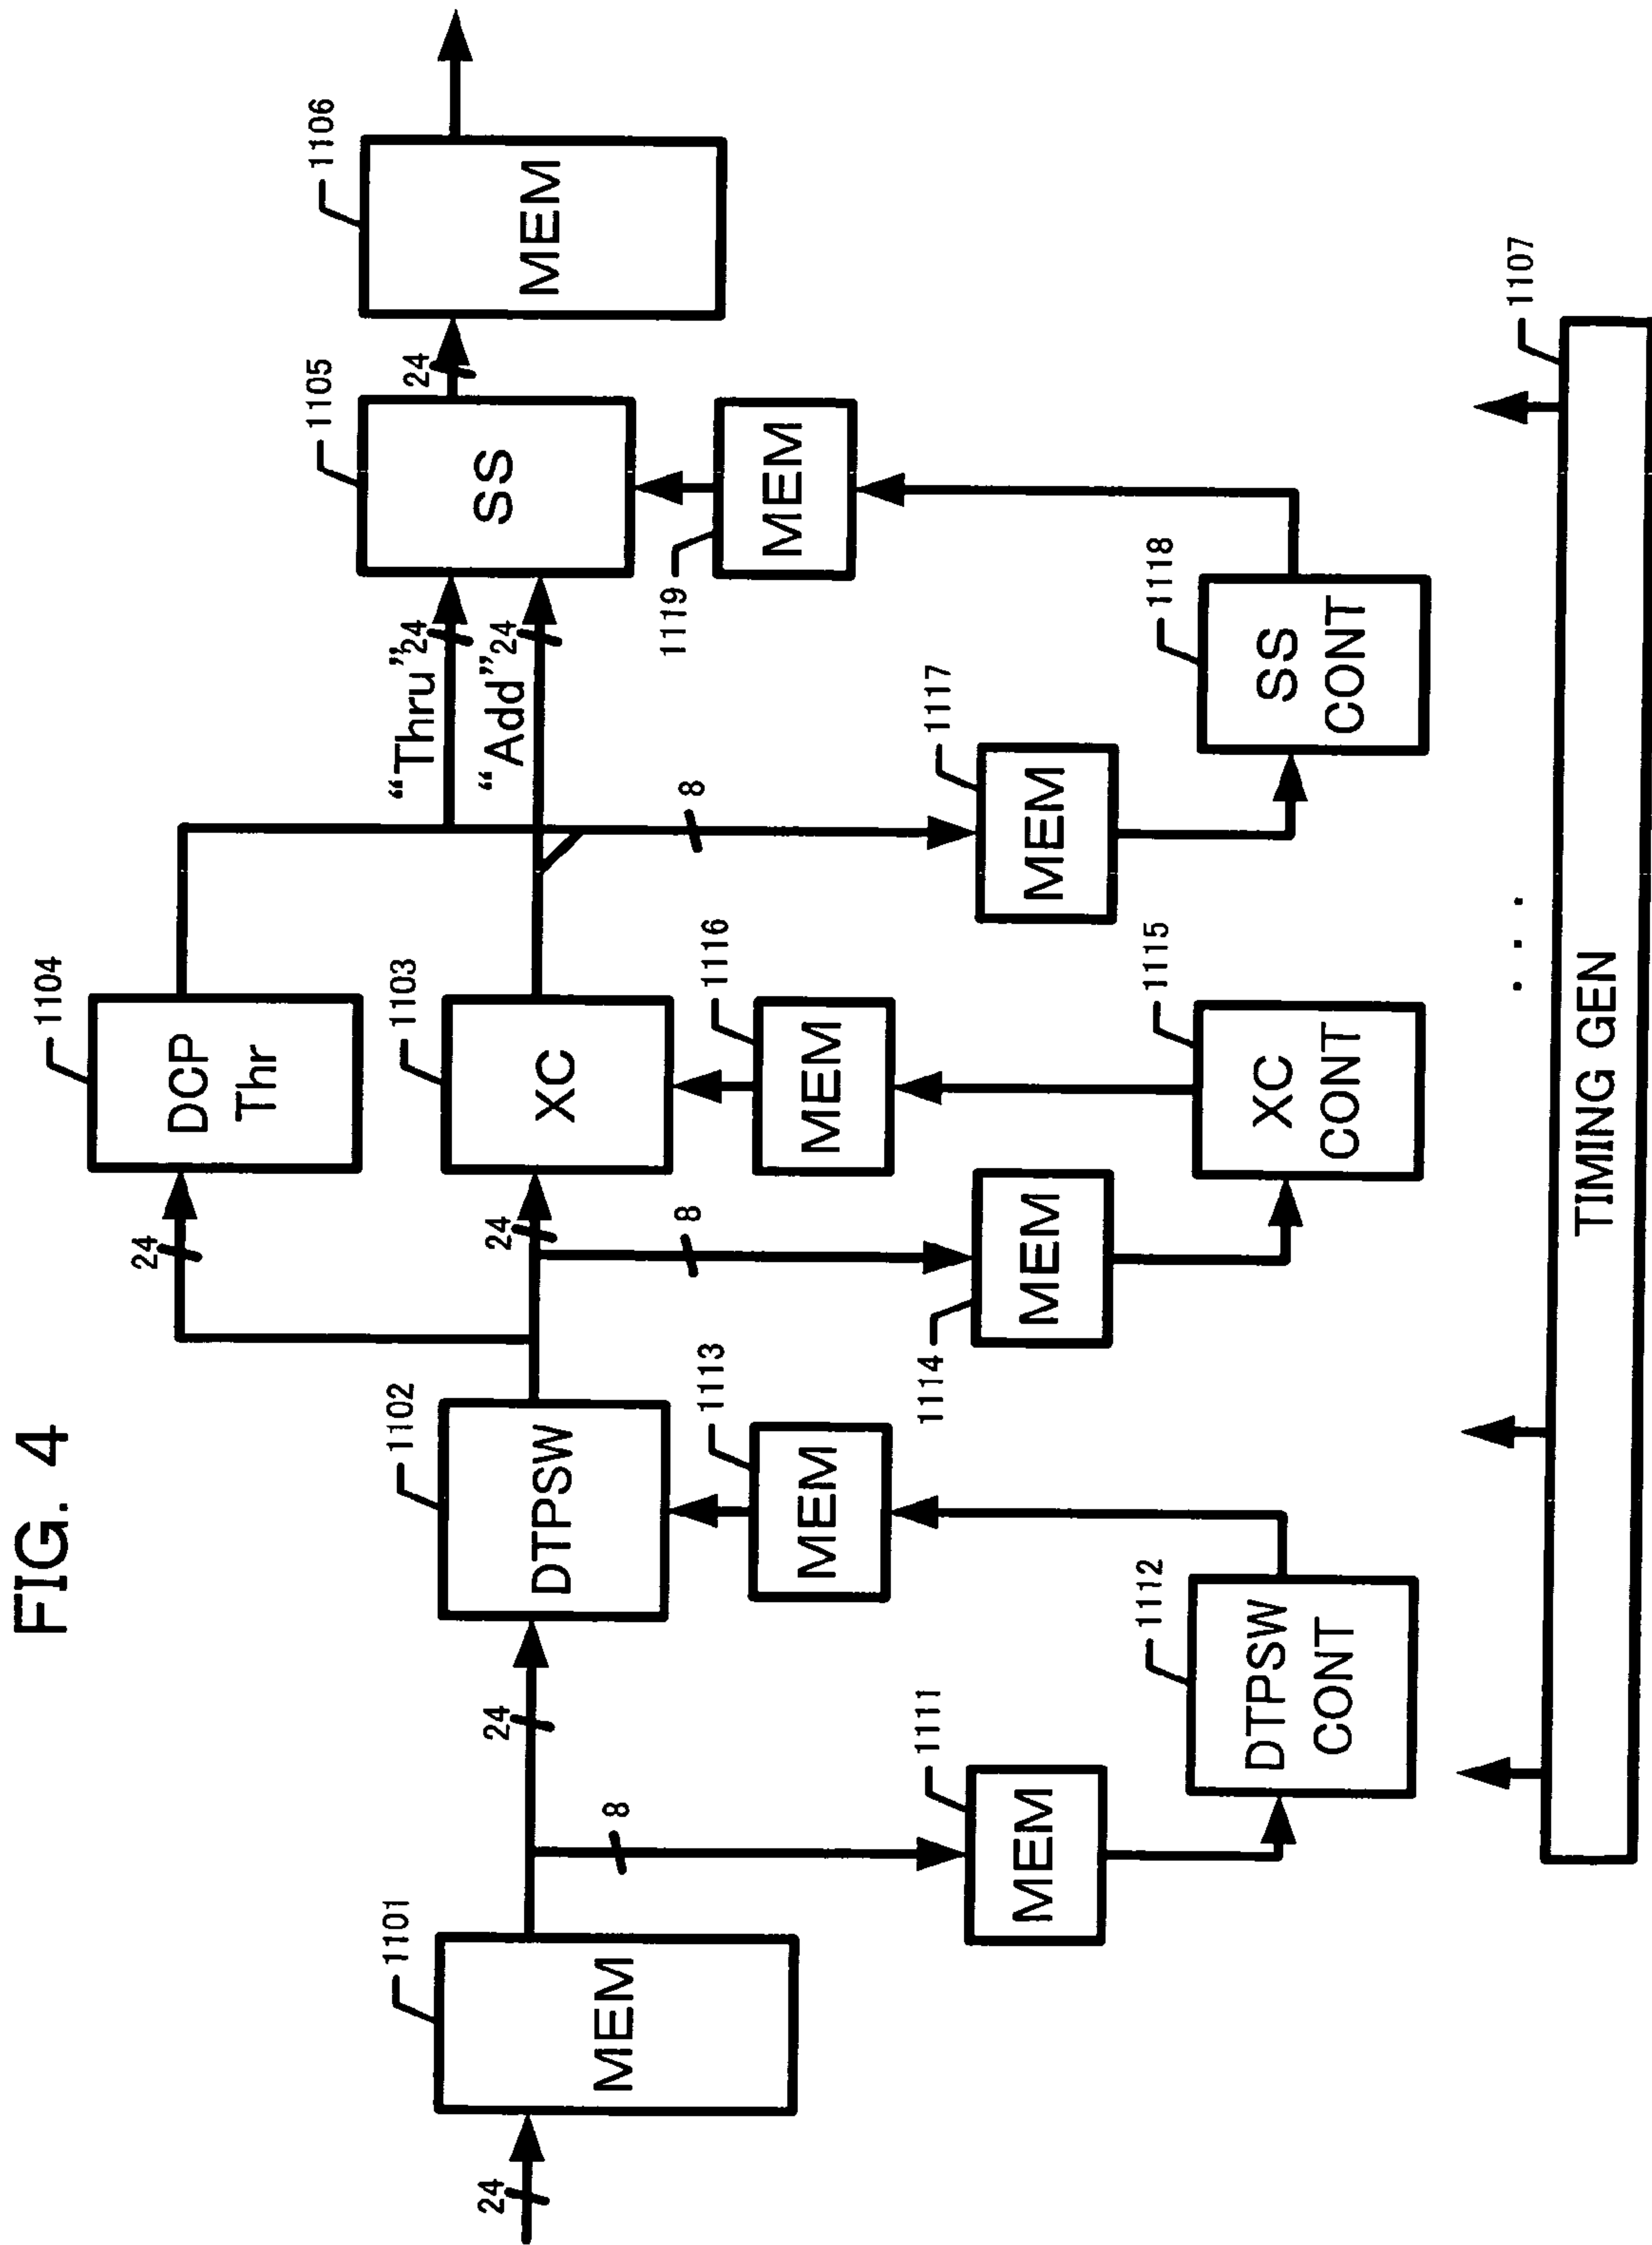 FIG. 4
1104
DCP
Thr
24
1106
MEM
1105
SS
24
"Thru"
24
"Add"
24
1103
XC
24
1102
DTPSW
24
1101
MEM
24
8
8
8
1119
MEM
1116
MEM
1113
MEM
1117
MEM
1114
MEM
1111
MEM
1118
SS
CONT
1115
XC
CONT
1112
DTPSW
CONT
. . .
1107
TIMING GEN